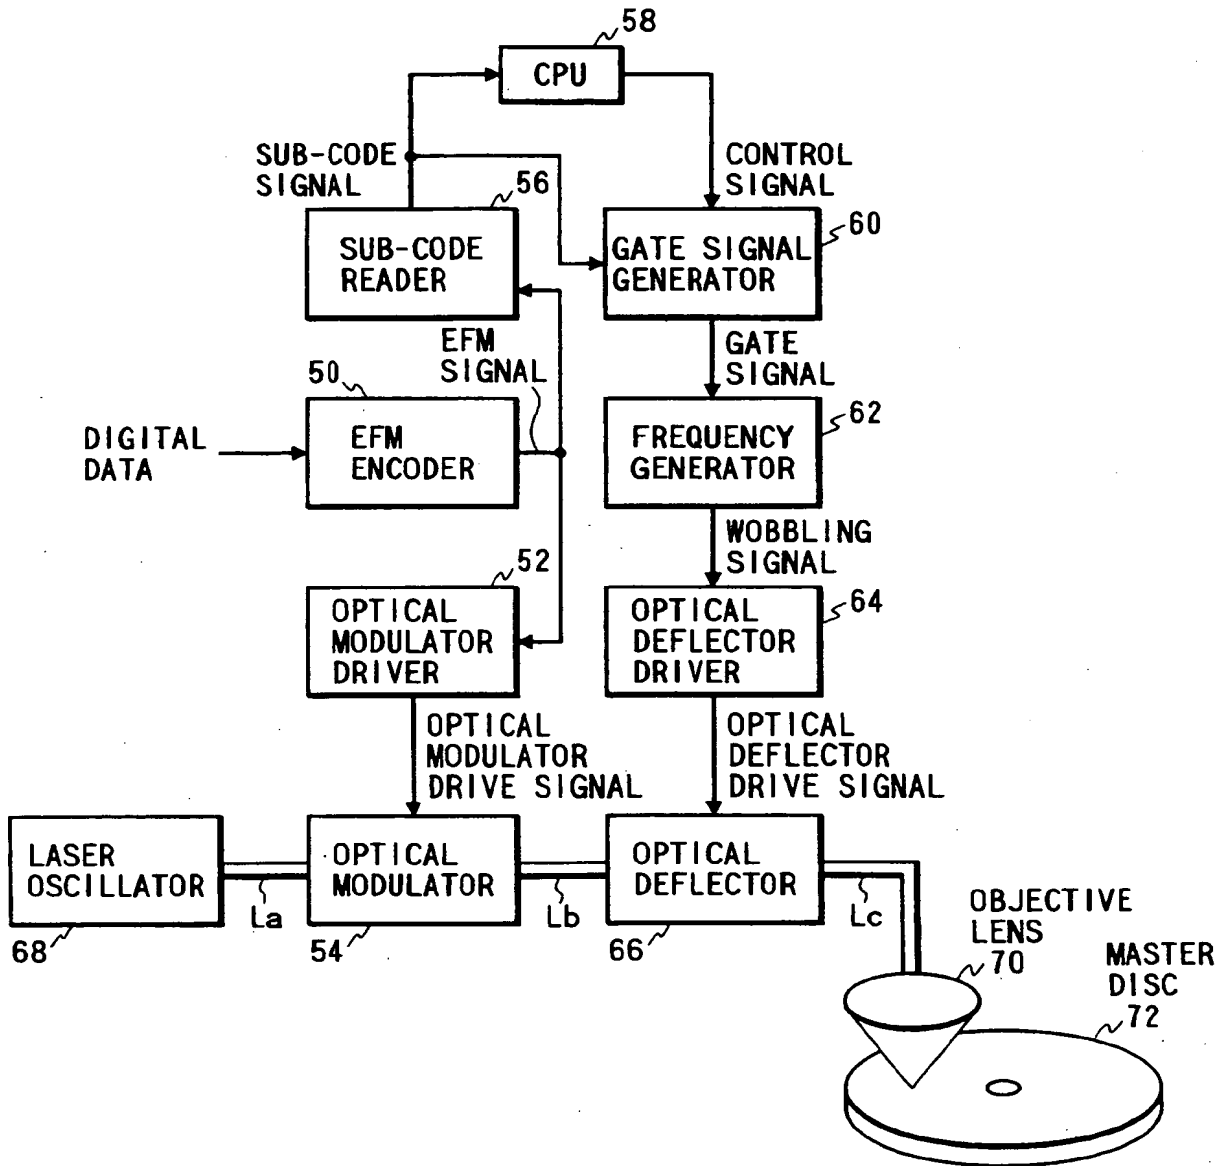 58
CPU
SUB-CODE
SIGNAL
CONTROL
SIGNAL
56
SUB-CODE
READER
60
GATE SIGNAL
GENERATOR
EFM
SIGNAL
GATE
SIGNAL
50
EFM
ENCODER
DIGITAL
DATA
62
FREQUENCY
GENERATOR
WOBBLING
SIGNAL
52
OPTICAL
MODULATOR
DRIVER
64
OPTICAL
DEFLECTOR
DRIVER
OPTICAL
MODULATOR
DRIVE SIGNAL
OPTICAL
DEFLECTOR
DRIVE SIGNAL
LASER
OSCILLATOR
68
La
OPTICAL
MODULATOR
54
Lb
OPTICAL
DEFLECTOR
66
Lc
OBJECTIVE
LENS
70
MASTER
DISC
72